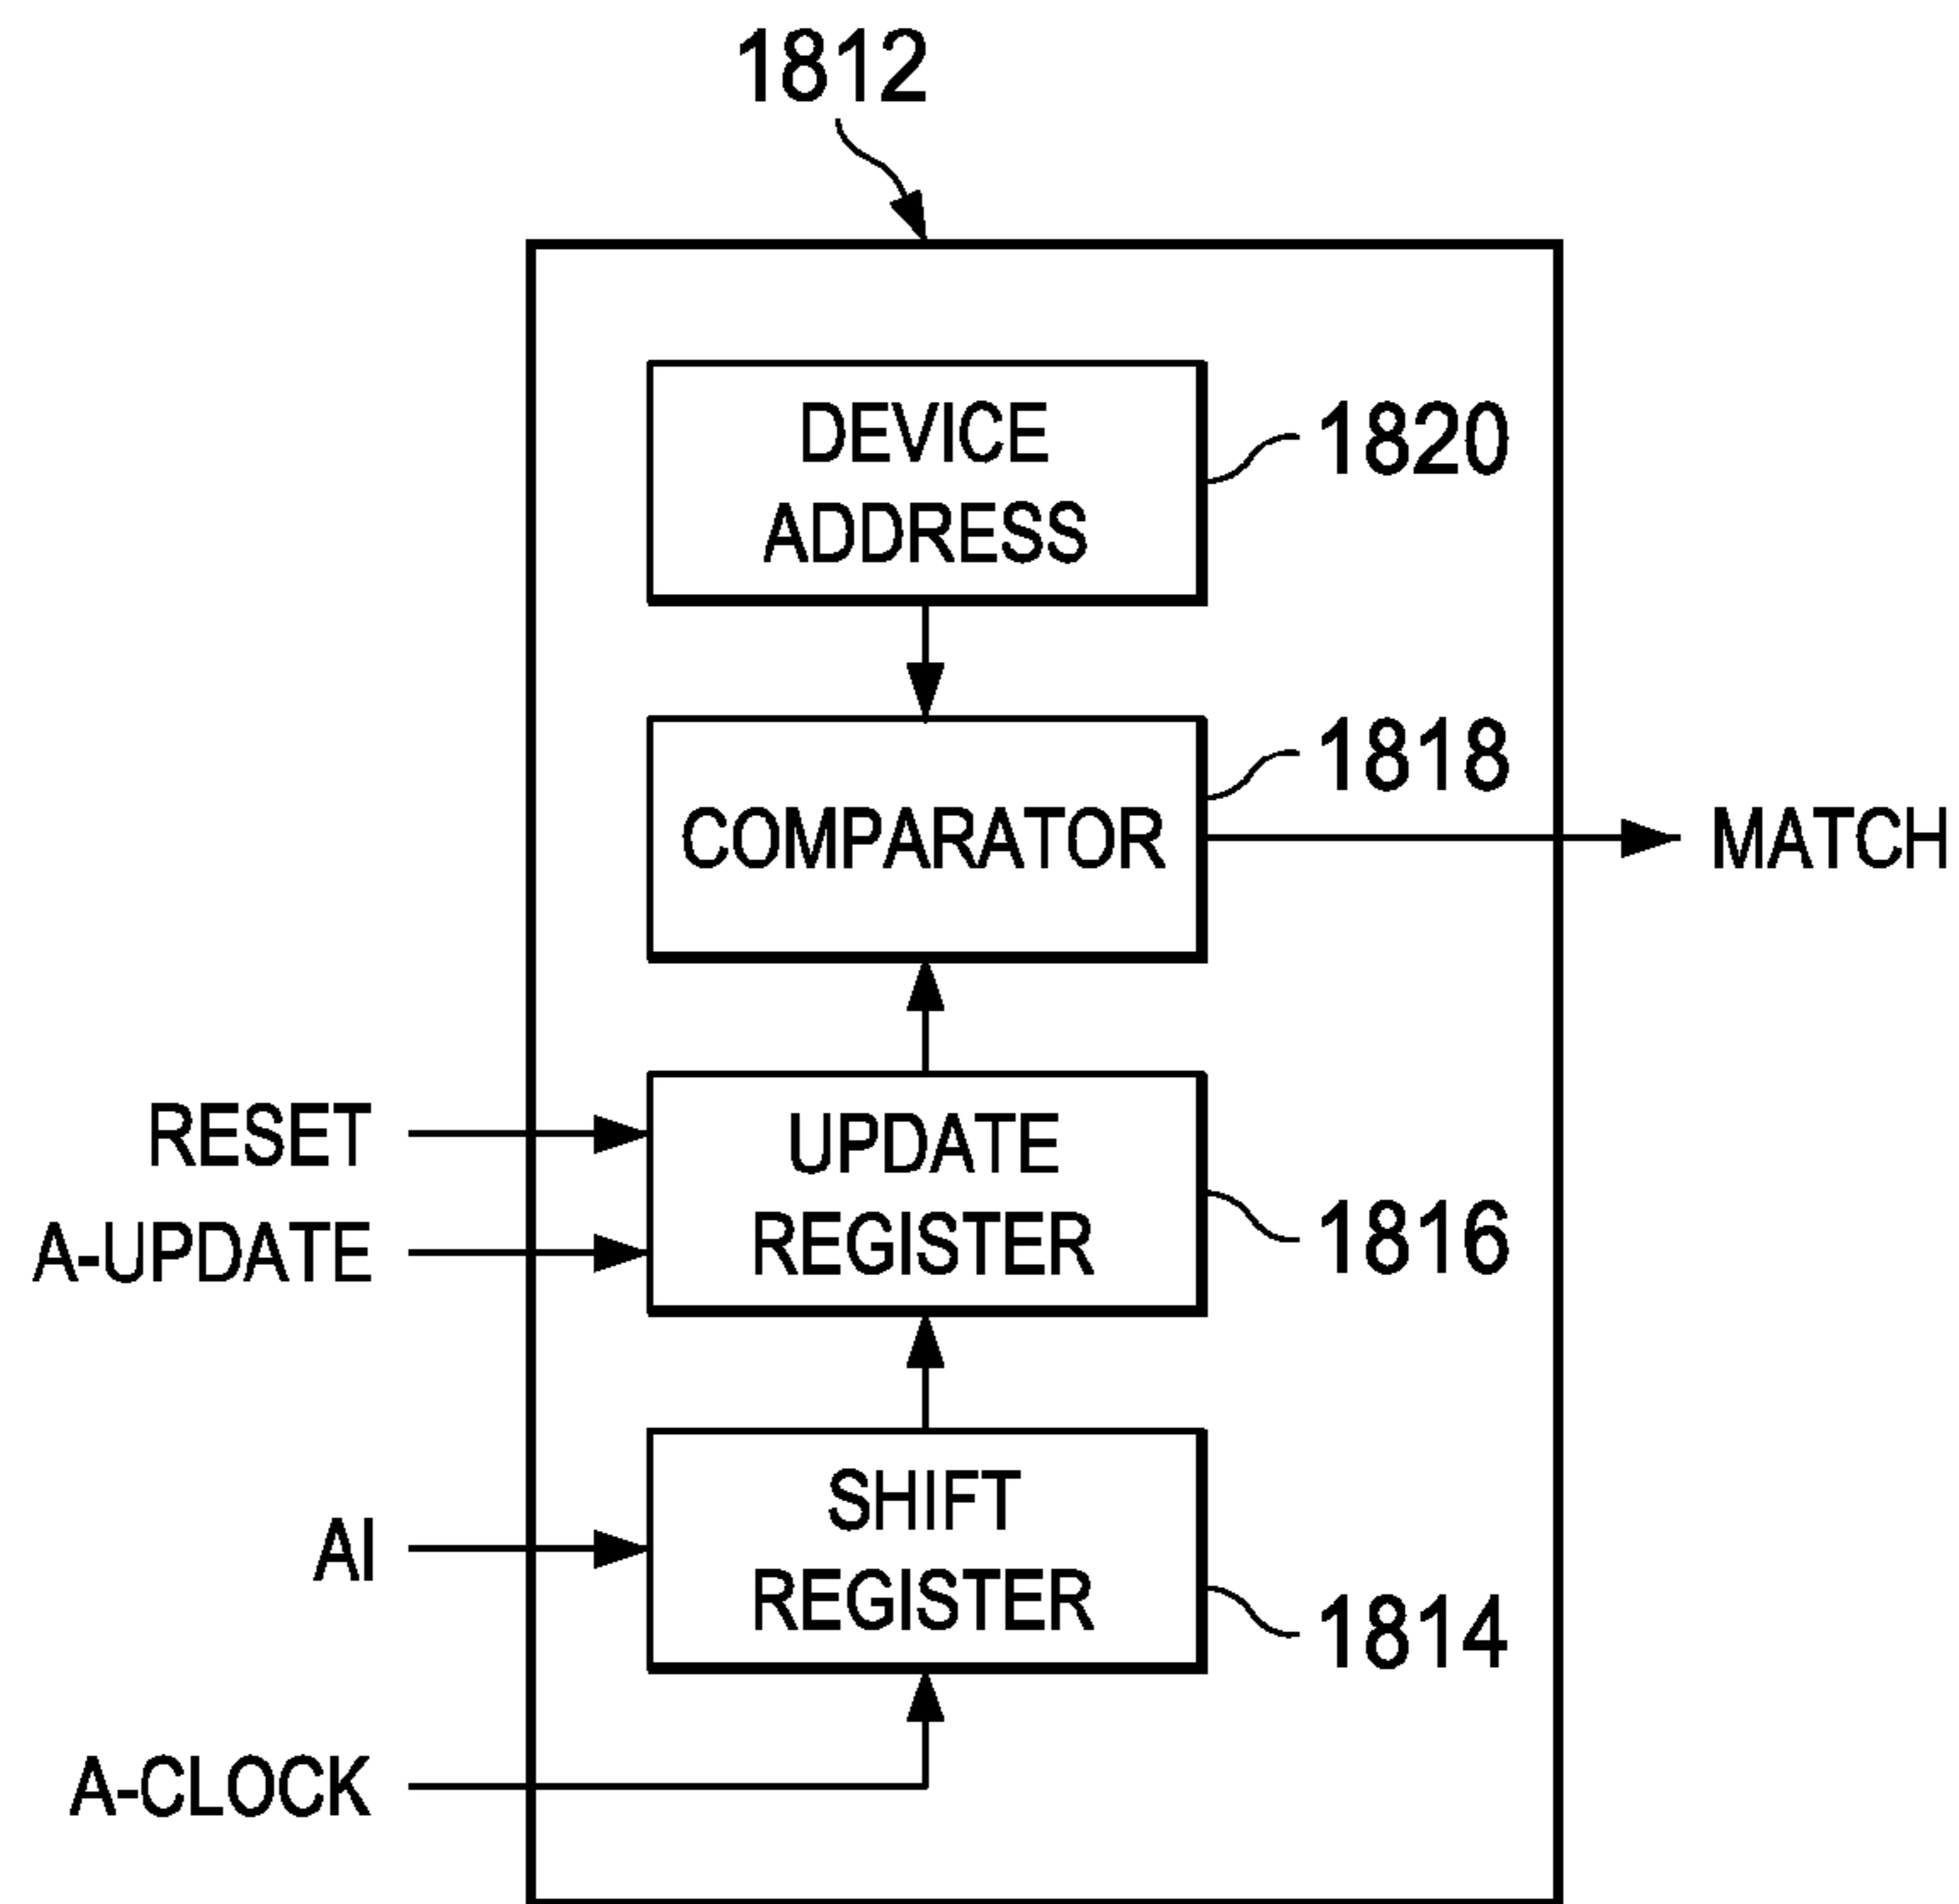 1812
DEVICE
ADDRESS
1820
COMPARATOR
1818
MATCH
RESET
A-UPDATE
UPDATE
REGISTER
1816
AI
SHIFT
REGISTER
1814
A-CLOCK